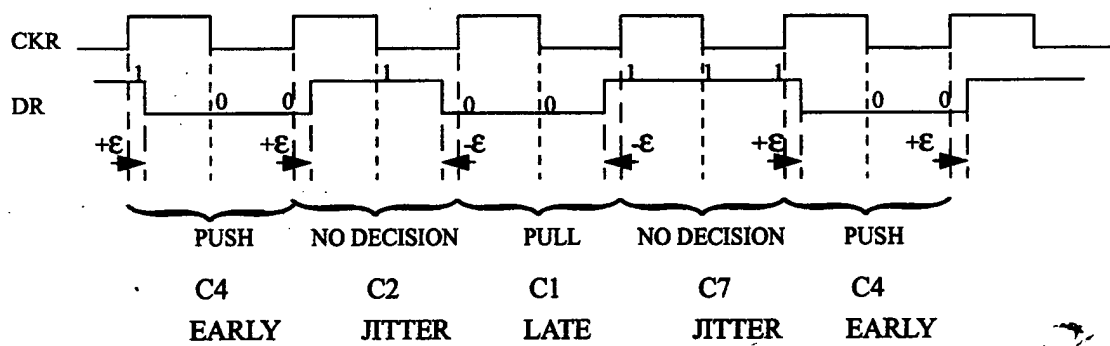 CKR
1 1 1 1 1
DR 0 0 0 0 0 0
+ε +ε -ε -ε +ε +ε
PUSH NO DECISION PULL NO DECISION PUSH
C4 C2 C1 C7 C4
EARLY JITTER LATE JITTER EARLY